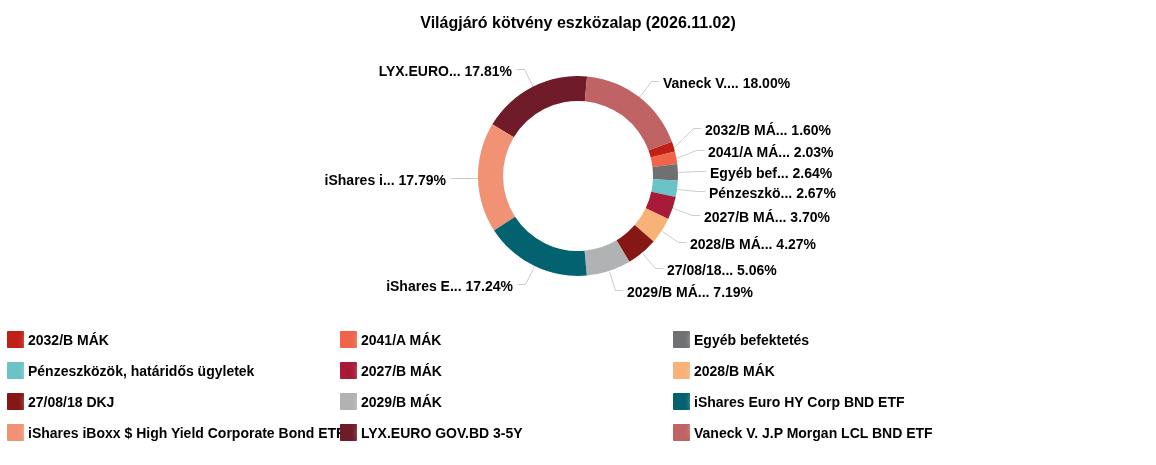 Világjáró kötvény eszközalap (2026.11.02)
LYX.EURO... 17.81%
Vaneck V.... 18.00%
2032/B MÁ... 1.60%
2041/A MÁ... 2.03%
Egyéb bef... 2.64%
iShares i... 17.79%
Pénzeszkö... 2.67%
2027/B MÁ... 3.70%
2028/B MÁ... 4.27%
27/08/18... 5.06%
iShares E... 17.24%
2029/B MÁ... 7.19%
2032/B MÁK
2041/A MÁK
Egyéb befektetés
Pénzeszközök, határidős ügyletek
2027/B MÁK
2028/B MÁK
27/08/18 DKJ
2029/B MÁK
iShares Euro HY Corp BND ETF
iShares iBoxx $ High Yield Corporate Bond ETF
LYX.EURO GOV.BD 3-5Y
Vaneck V. J.P Morgan LCL BND ETF